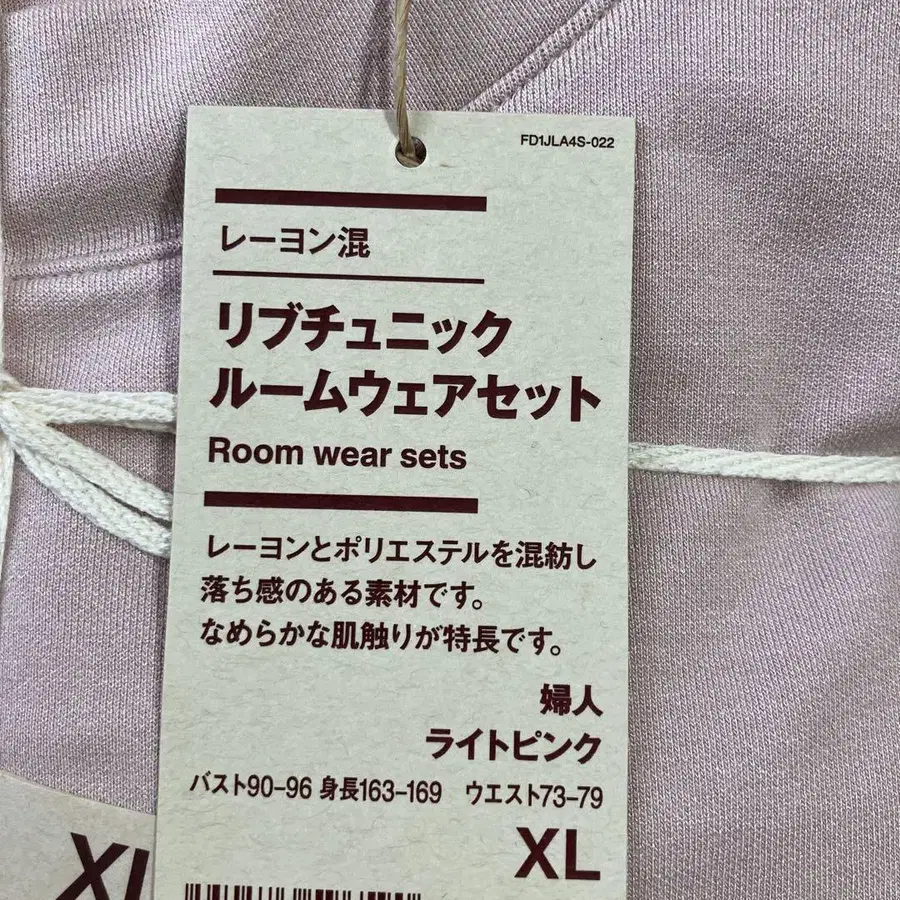 FD1JLA4S-022
レーヨン混
リブチュニック
ルームウェアセット
Room wear sets
レーヨンとポリエステルを混紡し
落ち感のある素材です。
なめらかな肌触りが特長です。
婦人
ライトピンク
バスト90–96 身長163–169 ウエスト73–79
XL
XL